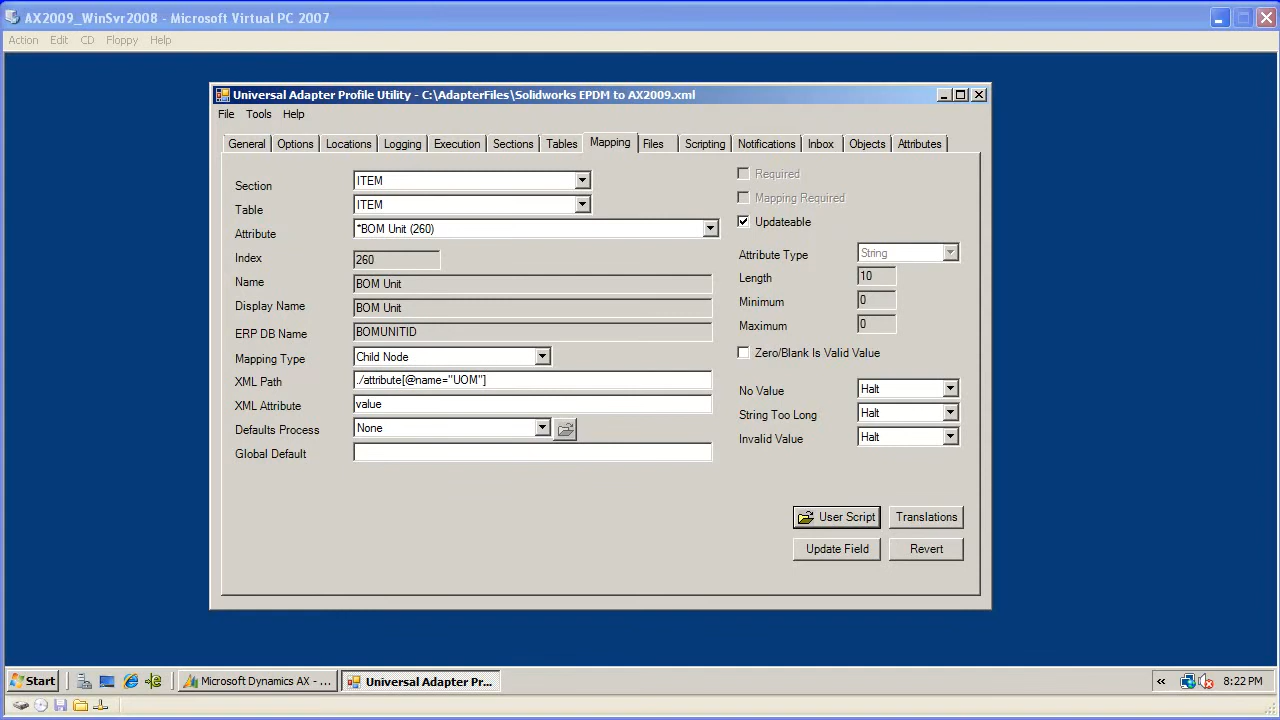 AX2009_WinSvr2008 - Microsoft Virtual PC 2007
Action Edit CD Floppy Help
Universal Adapter Profile Utility - C:\AdapterFiles\Solidworks EPDM to AX2009.xml
File Tools Help
General Options Locations Logging Execution Sections Tables Mapping Files Scripting Notifications Inbox Objects Attributes
Section ITEM
Table ITEM
Attribute *BOM Unit (260)
Index 260
Name BOM Unit
Display Name BOM Unit
ERP DB Name BOMUNITID
Mapping Type Child Node
XML Path ./attribute[@name="UOM"]
XML Attribute value
Defaults Process None
Global Default
Required
Mapping Required
Updateable
Attribute Type String
Length 10
Minimum 0
Maximum 0
Zero/Blank Is Valid Value
No Value Halt
String Too Long Halt
Invalid Value Halt
User Script Translations
Update Field Revert
Start Microsoft Dynamics AX - ... Universal Adapter Pr... « 8:22 PM